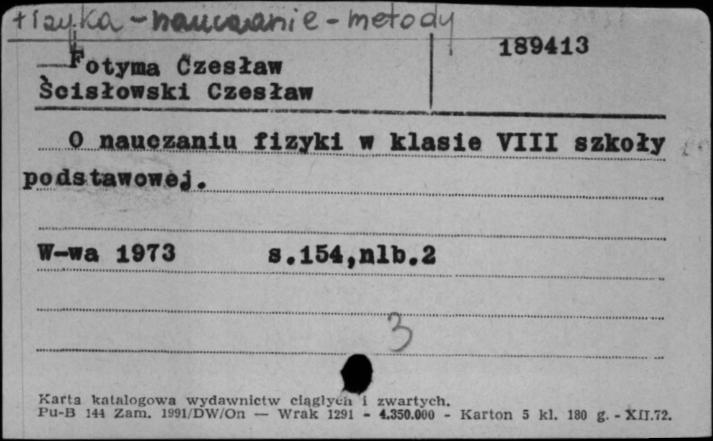 fizyka - nauczanie - metody
189413
Fotyma Czesław
Ścisłowski Czesław
O nauczaniu fizyki w klasie VIII szkoły
podstawowej.
W-wa 1973 s.154,nlb.2
3
Karta katalogowa wydawnictw ciągłych i zwartych.
Pu-B 144 Zam. 1991/DW/On — Wrak 1291 - 4.350.000 - Karton 5 kl. 180 g. - XII.72.